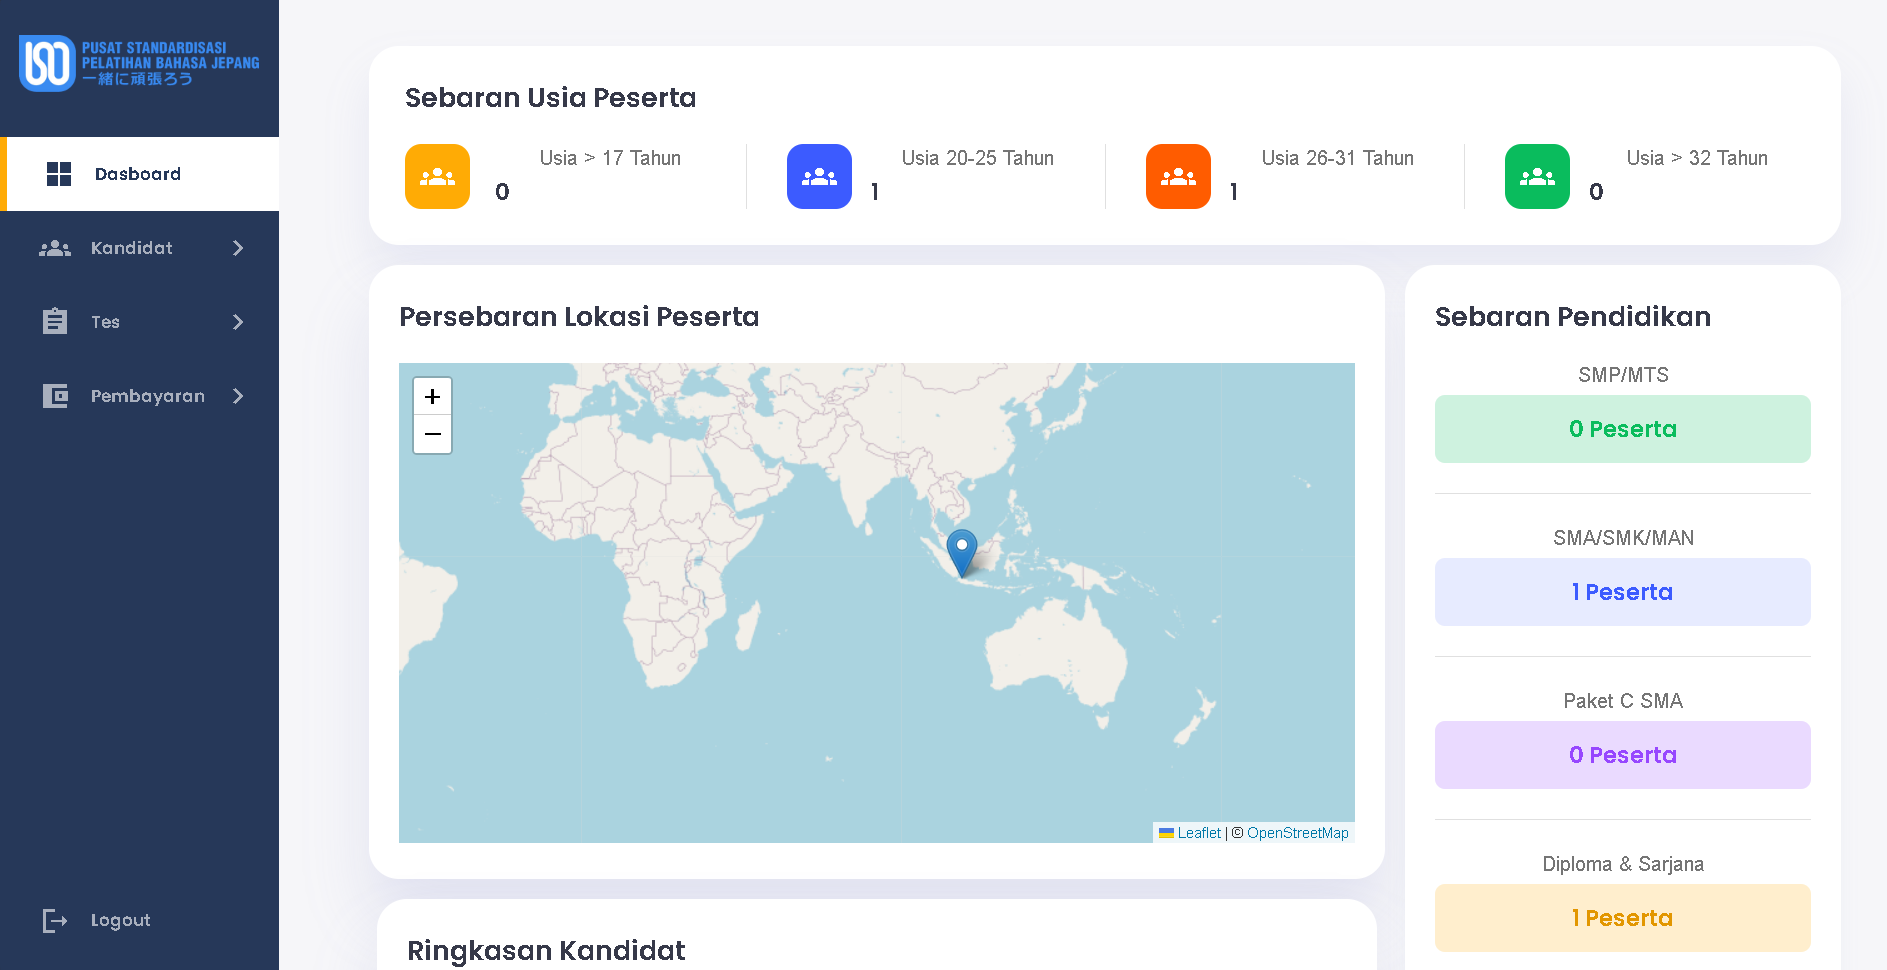 PUSAT STANDARDISASI
PELATIHAN BAHASA JEPANG
一緒に頑張ろう
Dasboard
Kandidat
Tes
Pembayaran
Logout
Sebaran Usia Peserta
Usia > 17 Tahun
0
Usia 20-25 Tahun
1
Usia 26-31 Tahun
1
Usia > 32 Tahun
0
Persebaran Lokasi Peserta
+
−
Leaflet | © OpenStreetMap
Sebaran Pendidikan
SMP/MTS
0 Peserta
SMA/SMK/MAN
1 Peserta
Paket C SMA
0 Peserta
Diploma & Sarjana
1 Peserta
Ringkasan Kandidat